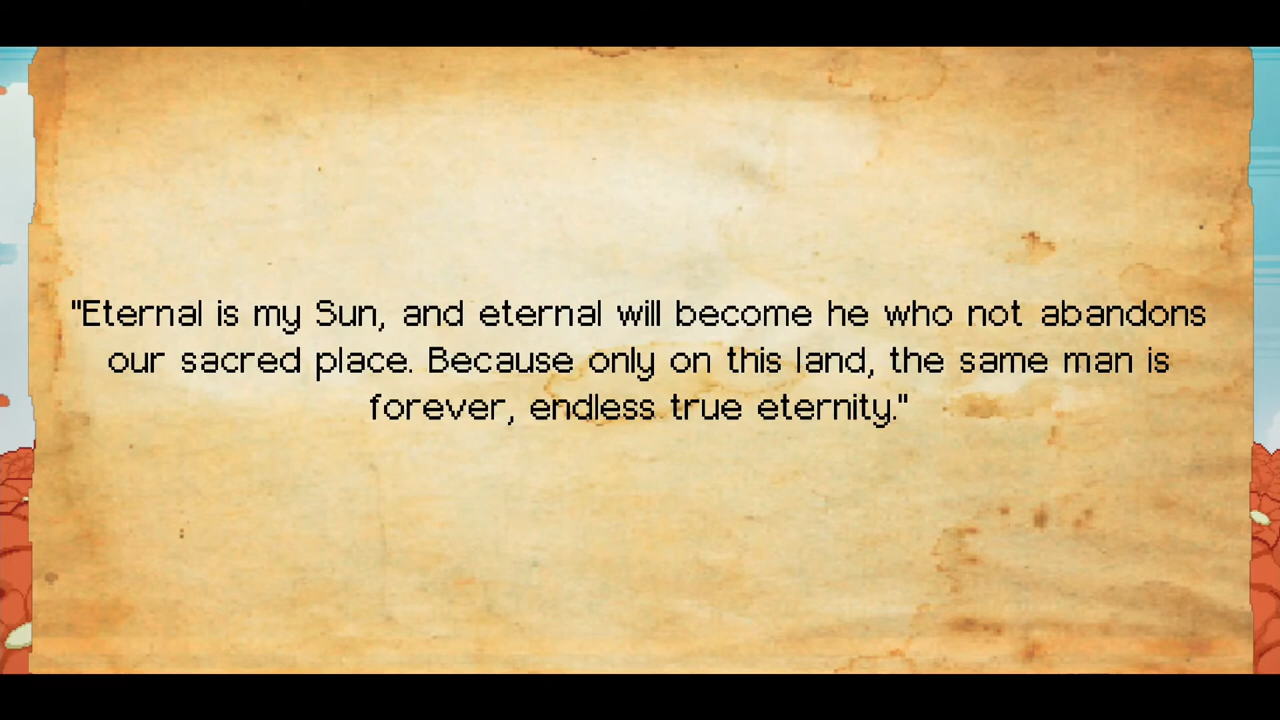 "Eternal is my Sun, and eternal will become he who not abandons
our sacred place. Because only on this land, the same man is
forever, endless true eternity."